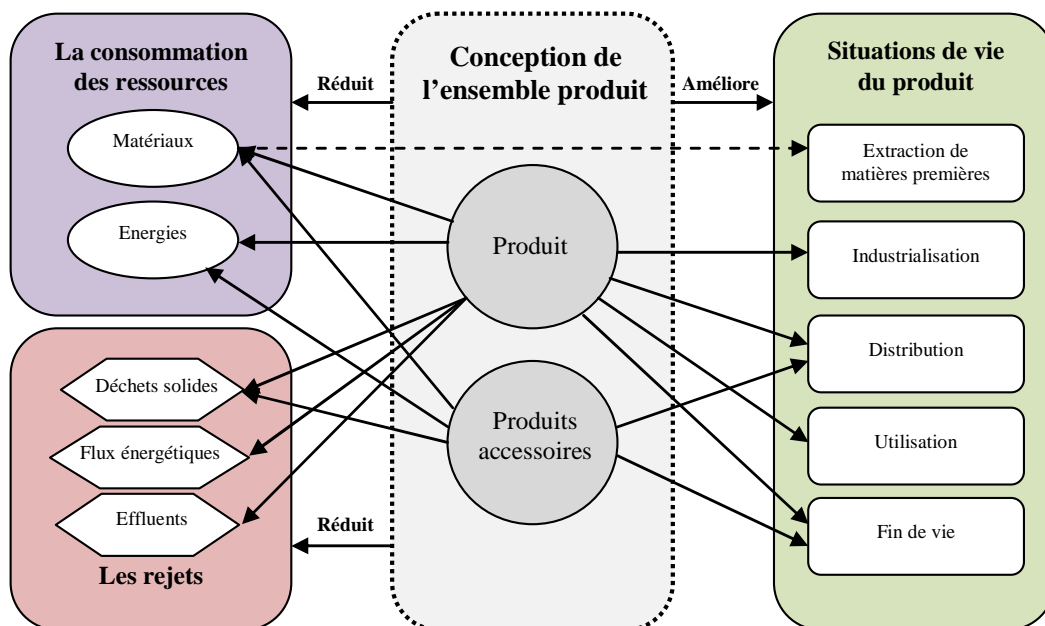 La consommation
des ressources
Matériaux
Energies
Déchets solides
Flux énergétiques
Effluents
Les rejets
Réduit
Réduit
Conception de
l'ensemble produit
Produit
Produits
accessoires
Améliore
Situations de vie
du produit
Extraction de
matières premières
Industrialisation
Distribution
Utilisation
Fin de vie